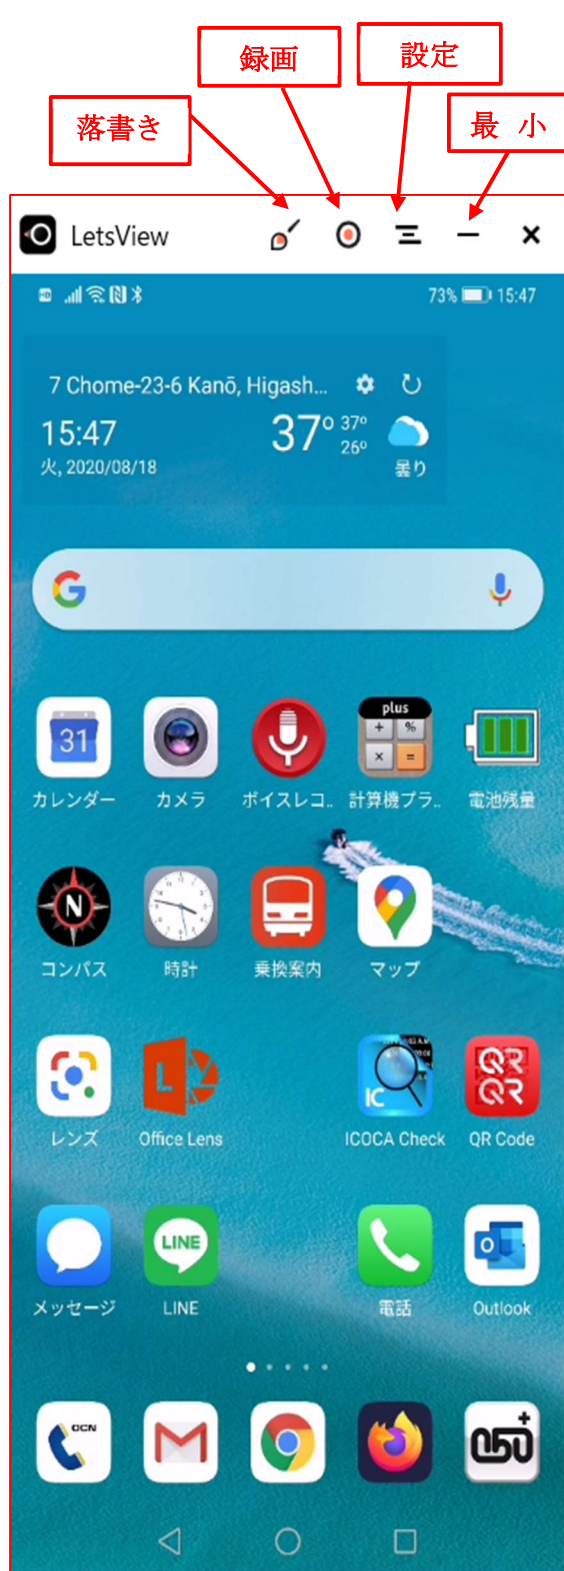 録画
設定
落書き
最 小
LetsView
HD
73% 15:47
7 Chome-23-6 Kanō, Higash...
15:47
37° 37°
26°
火, 2020/08/18
曇り
31
plus
+ %
× =
カレンダー
カメラ
ボイスレコ..
計算機プラ..
電池残量
N
コンパス
時計
乗換案内
マップ
L
IC
QR
QR
レンズ
Office Lens
ICOCA Check
QR Code
LINE
メッセージ
LINE
電話
Outlook
OCN
050+